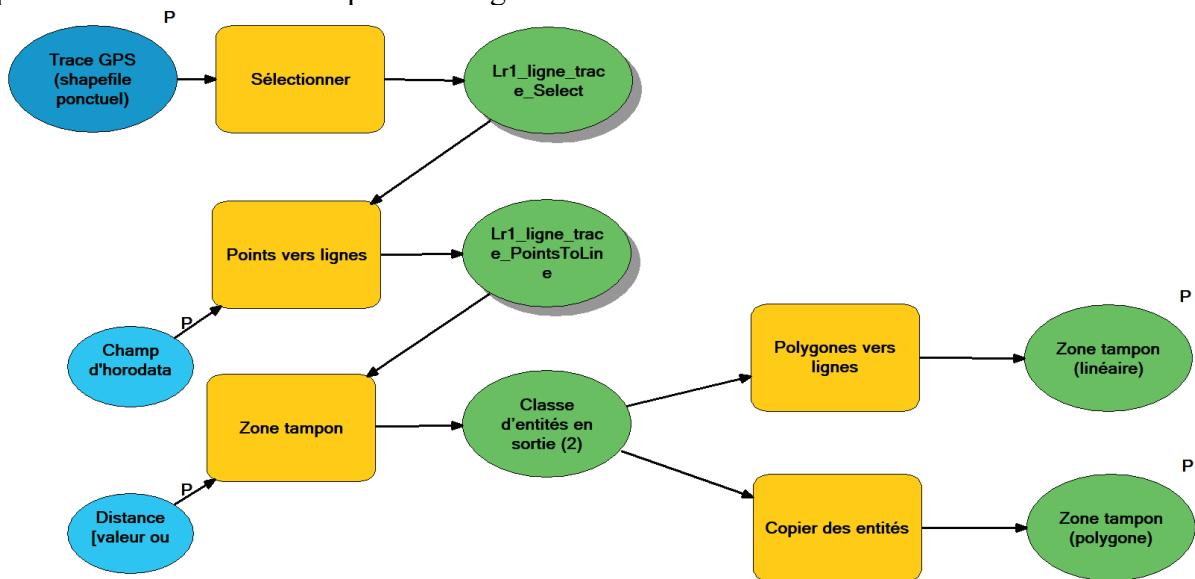 P
Trace GPS
(shapefile
ponctuel)
Sélectionner
Lr1_ligne_trac
e_Select
Points vers lignes
Lr1_ligne_trac
e_PointsToLin
e
P
Champ
d'horodata
Zone tampon
Classe
d'entités en
sortie (2)
P
Distance
[valeur ou
Polygones vers
lignes
P
Zone tampon
(linéaire)
Copier des entités
P
Zone tampon
(polygone)